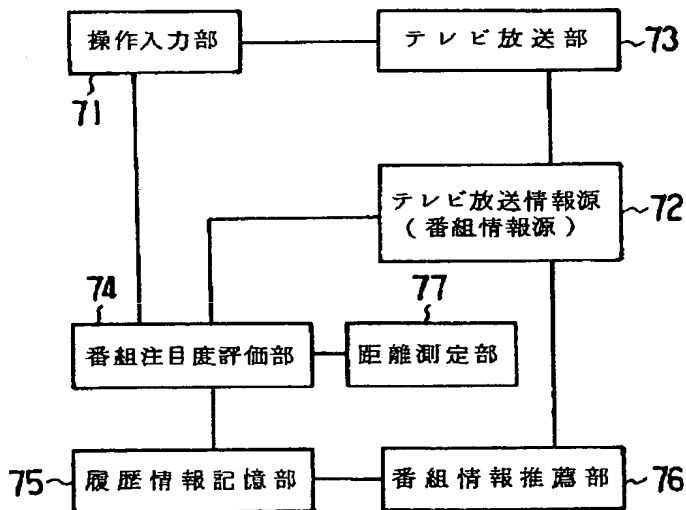 操作入力部
71
テレビ放送部
73
テレビ放送情報源
(番組情報源)
72
74
番組注目度評価部
77
距離測定部
75
履歴情報記憶部
番組情報推薦部
76